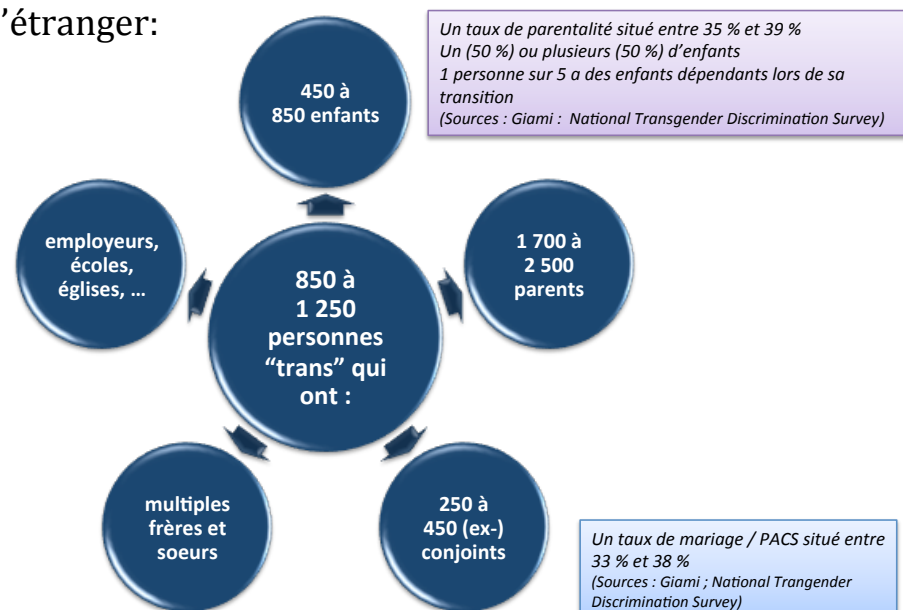 ’étranger:
Un taux de parentalité situé entre 35 % et 39 %
Un (50 %) ou plusieurs (50 %) d’enfants
1 personne sur 5 a des enfants dépendants lors de sa
transition
(Sources : Giami : National Transgender Discrimination Survey)
450 à
850 enfants
employeurs,
écoles,
églises, ...
1 700 à
2 500
parents
850 à
1 250
personnes
“trans” qui
ont :
multiples
frères et
soeurs
250 à
450 (ex-)
conjoints
Un taux de mariage / PACS situé entre
33 % et 38 %
(Sources : Giami ; National Trangender
Discrimination Survey)